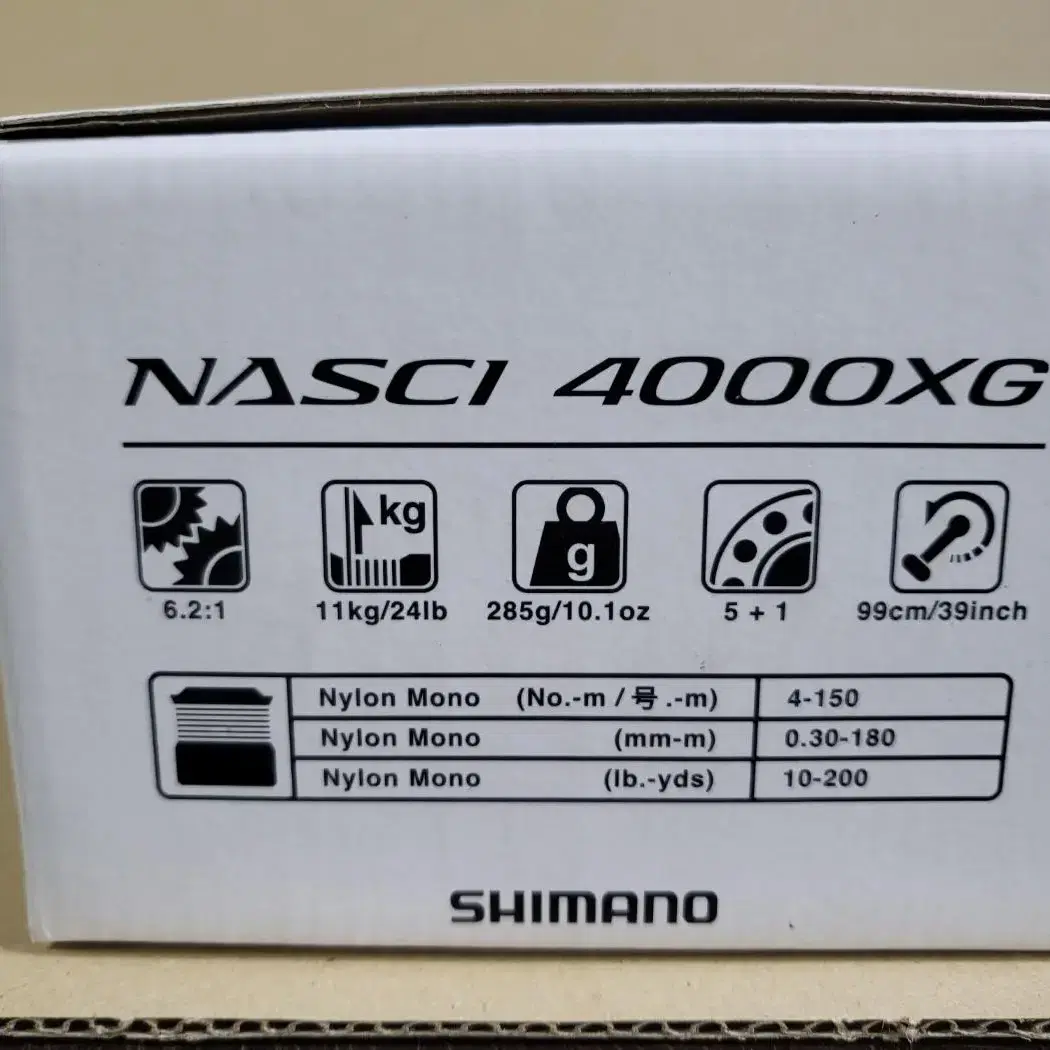 NASCI 4000XG
kg
g
6.2:1 11kg/24lb 285g/10.1oz 5 + 1 99cm/39inch
Nylon Mono (No.-m / 号.-m) 4-150
Nylon Mono (mm-m) 0.30-180
Nylon Mono (lb.-yds) 10-200
SHIMANO